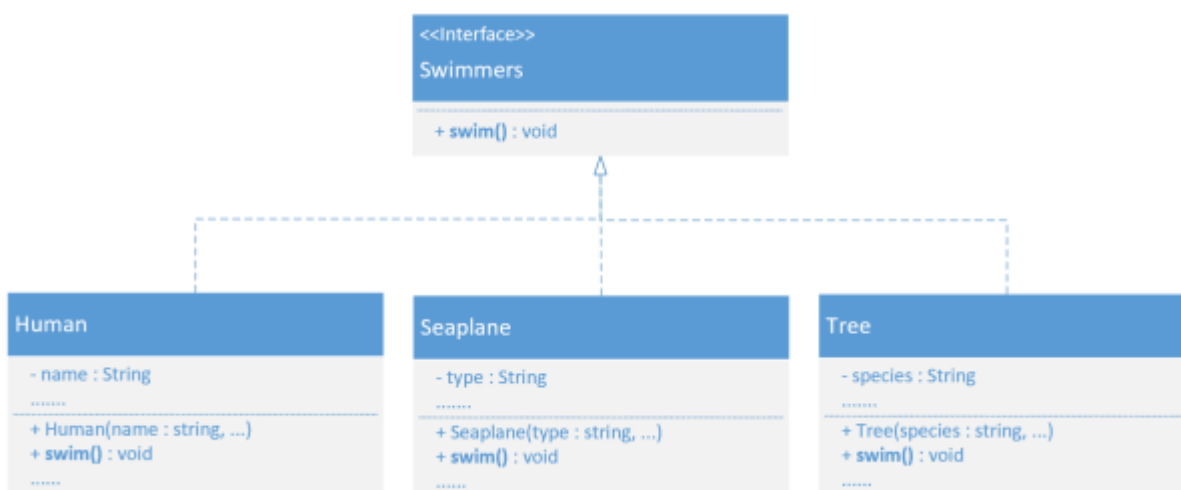 <<Interface>>
Swimmers
+ swim() : void
Human
- name : String
.......
+ Human(name : string, ...)
+ swim() : void
......
Seaplane
- type : String
.......
+ Seaplane(type : string, ...)
+ swim() : void
......
Tree
- species : String
.......
+ Tree(species : string, ...)
+ swim() : void
......